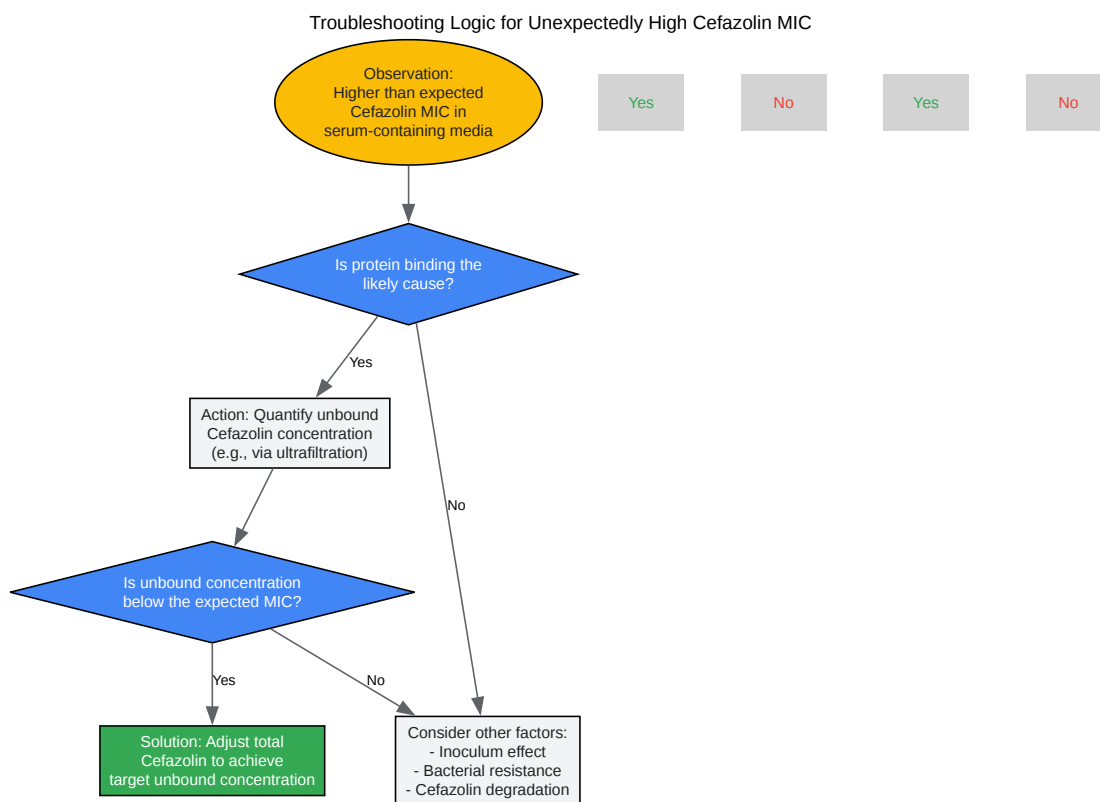 Troubleshooting Logic for Unexpectedly High Cefazolin MIC
Observation:
Higher than expected
Cefazolin MIC in
serum-containing media
Yes
No
Yes
No
Is protein binding the
likely cause?
Yes
Action: Quantify unbound
Cefazolin concentration
(e.g., via ultrafiltration)
No
Is unbound concentration
below the expected MIC?
Yes
No
Solution: Adjust total
Cefazolin to achieve
target unbound concentration
Consider other factors:
- Inoculum effect
- Bacterial resistance
- Cefazolin degradation